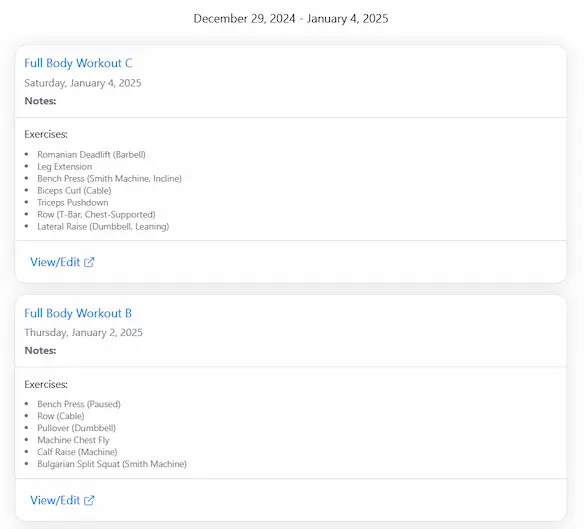 December 29, 2024 - January 4, 2025
Full Body Workout C
Saturday, January 4, 2025
Notes:
Exercises:
• Romanian Deadlift (Barbell)
• Leg Extension
• Bench Press (Smith Machine, Incline)
• Biceps Curl (Cable)
• Triceps Pushdown
• Row (T-Bar, Chest-Supported)
• Lateral Raise (Dumbbell, Leaning)
View/Edit
Full Body Workout B
Thursday, January 2, 2025
Notes:
Exercises:
• Bench Press (Paused)
• Row (Cable)
• Pullover (Dumbbell)
• Machine Chest Fly
• Calf Raise (Machine)
• Bulgarian Split Squat (Smith Machine)
View/Edit